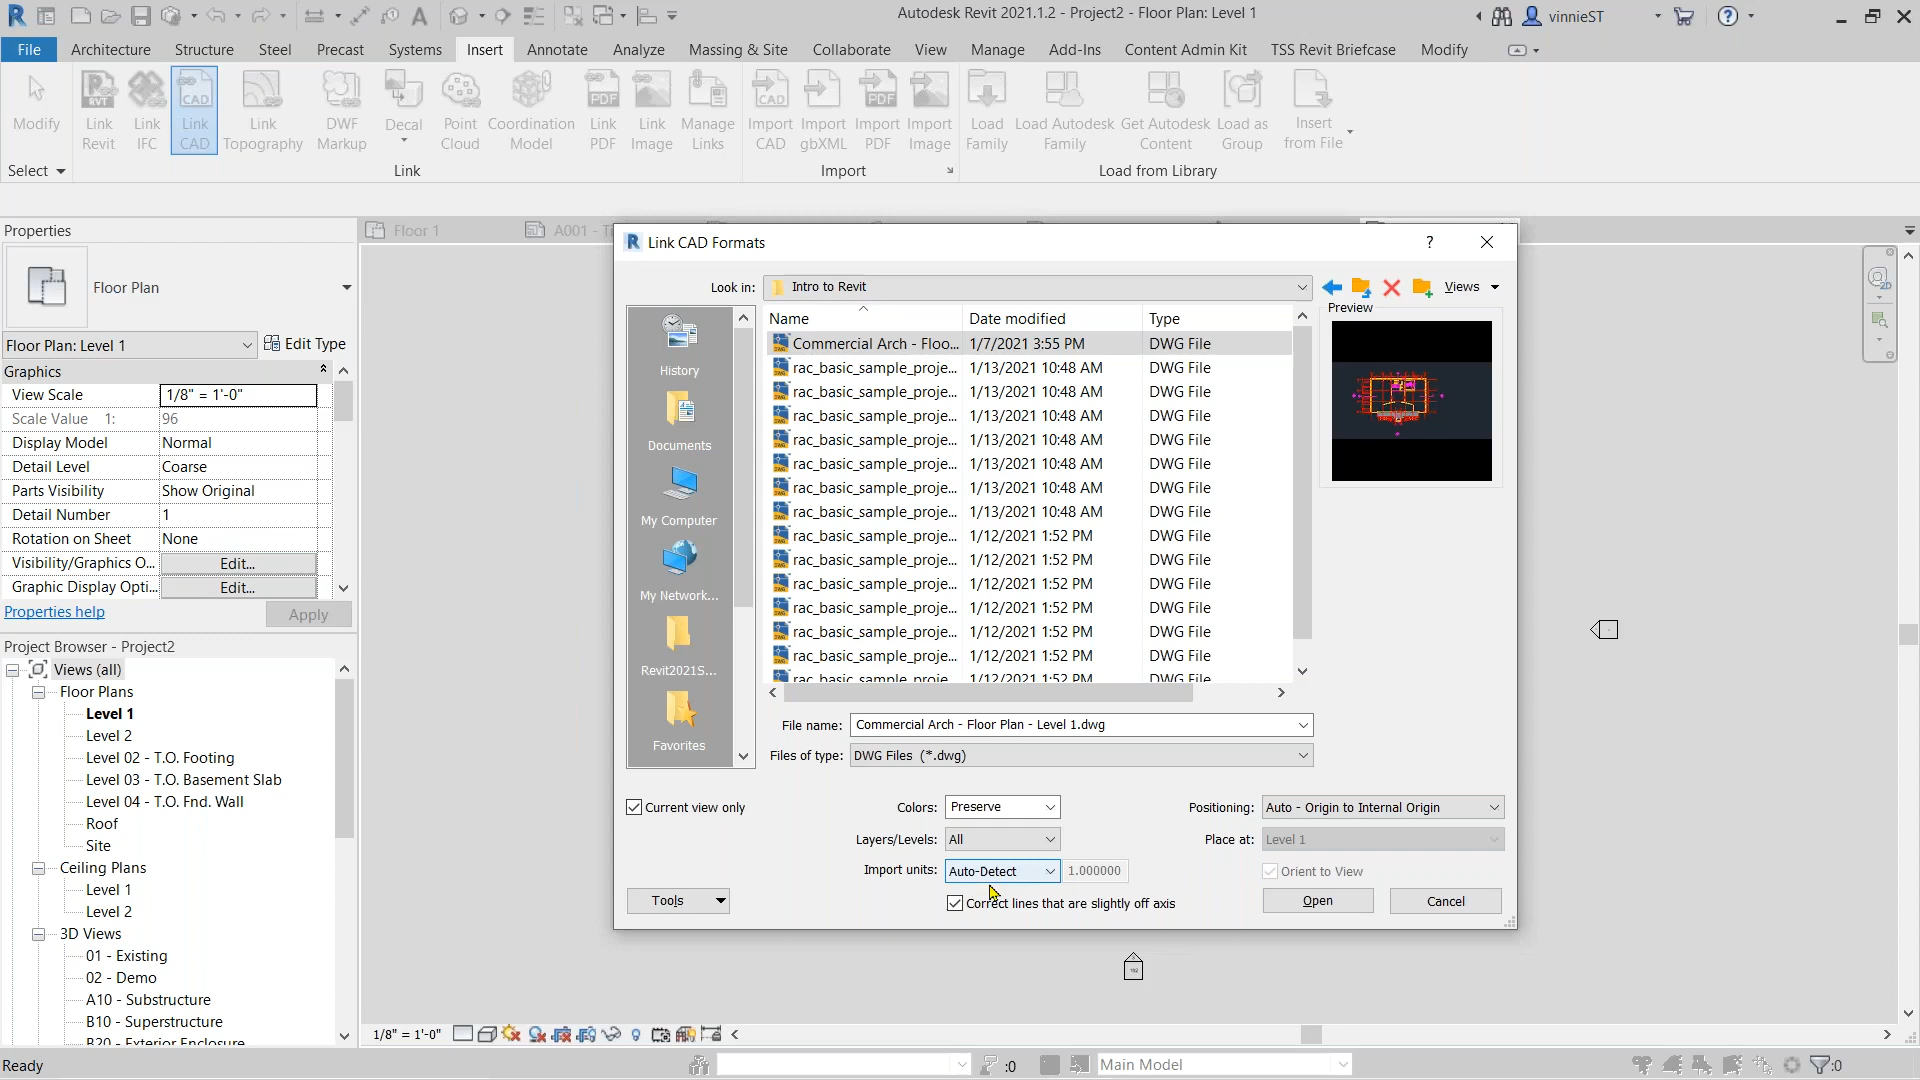 Autodesk Revit 2021.1.2 - Project2 - Floor Plan: Level 1
vinnieST
File
Architecture
Structure
Steel
Precast
Systems
Insert
Annotate
Analyze
Massing & Site
Collaborate
View
Manage
Add-Ins
Content Admin Kit
TSS Revit Briefcase
Modify
Modify
Link Revit
Link IFC
Link CAD
Link Topography
DWF Markup
Decal
Point Cloud
Coordination Model
Link PDF
Link Image
Manage Links
Import CAD
Import gbXML
Import PDF
Import Image
Load Family
Load Autodesk Family
Get Autodesk Content
Load as Group
Insert from File
Select
Link
Import
Load from Library
Properties
Floor 1
Floor Plan
Floor Plan: Level 1
Edit Type
Graphics
View Scale 1/8" = 1'-0"
Scale Value 1: 96
Display Model Normal
Detail Level Coarse
Parts Visibility Show Original
Detail Number 1
Rotation on Sheet None
Visibility/Graphics O... Edit...
Graphic Display Opti... Edit...
Properties help
Apply
Project Browser - Project2
Views (all)
Floor Plans
Level 1
Level 2
Level 02 - T.O. Footing
Level 03 - T.O. Basement Slab
Level 04 - T.O. Fnd. Wall
Roof
Site
Ceiling Plans
Level 1
Level 2
3D Views
01 - Existing
02 - Demo
A10 - Substructure
B10 - Superstructure
B20 - Exterior Enclosure
Link CAD Formats
?
Look in: Intro to Revit
Views
Preview
History
Documents
My Computer
My Network...
Revit2021S...
Favorites
Name Date modified Type
Commercial Arch - Floo... 1/7/2021 3:55 PM DWG File
rac_basic_sample_proje... 1/13/2021 10:48 AM DWG File
rac_basic_sample_proje... 1/13/2021 10:48 AM DWG File
rac_basic_sample_proje... 1/13/2021 10:48 AM DWG File
rac_basic_sample_proje... 1/13/2021 10:48 AM DWG File
rac_basic_sample_proje... 1/13/2021 10:48 AM DWG File
rac_basic_sample_proje... 1/13/2021 10:48 AM DWG File
rac_basic_sample_proje... 1/13/2021 10:48 AM DWG File
rac_basic_sample_proje... 1/12/2021 1:52 PM DWG File
rac_basic_sample_proje... 1/12/2021 1:52 PM DWG File
rac_basic_sample_proje... 1/12/2021 1:52 PM DWG File
rac_basic_sample_proje... 1/12/2021 1:52 PM DWG File
rac_basic_sample_proje... 1/12/2021 1:52 PM DWG File
rac_basic_sample_proje... 1/12/2021 1:52 PM DWG File
rac_basic_sample_proje... 1/12/2021 1:52 PM DWG File
File name: Commercial Arch - Floor Plan - Level 1.dwg
Files of type: DWG Files (*.dwg)
Current view only
Colors: Preserve
Positioning: Auto - Origin to Internal Origin
Layers/Levels: All
Place at: Level 1
Import units: Auto-Detect 1.000000
Orient to View
Correct lines that are slightly off axis
Tools
Open
Cancel
1/8" = 1'-0"
Ready
:0
Main Model
:0